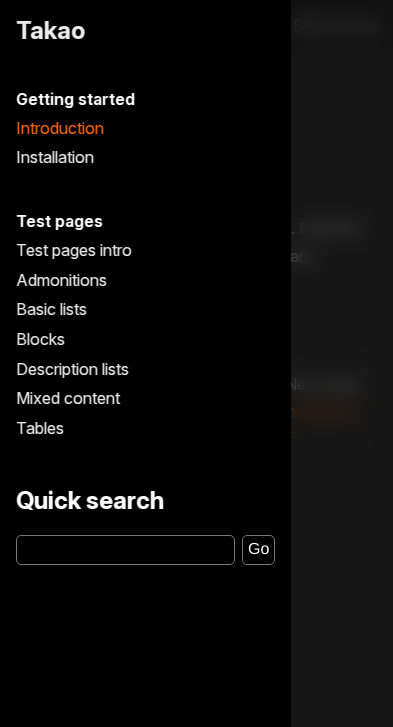 Takao
Getting started
Introduction
Installation
Test pages
Test pages intro
Admonitions
Basic lists
Blocks
Description lists
Mixed content
Tables
Quick search
Go